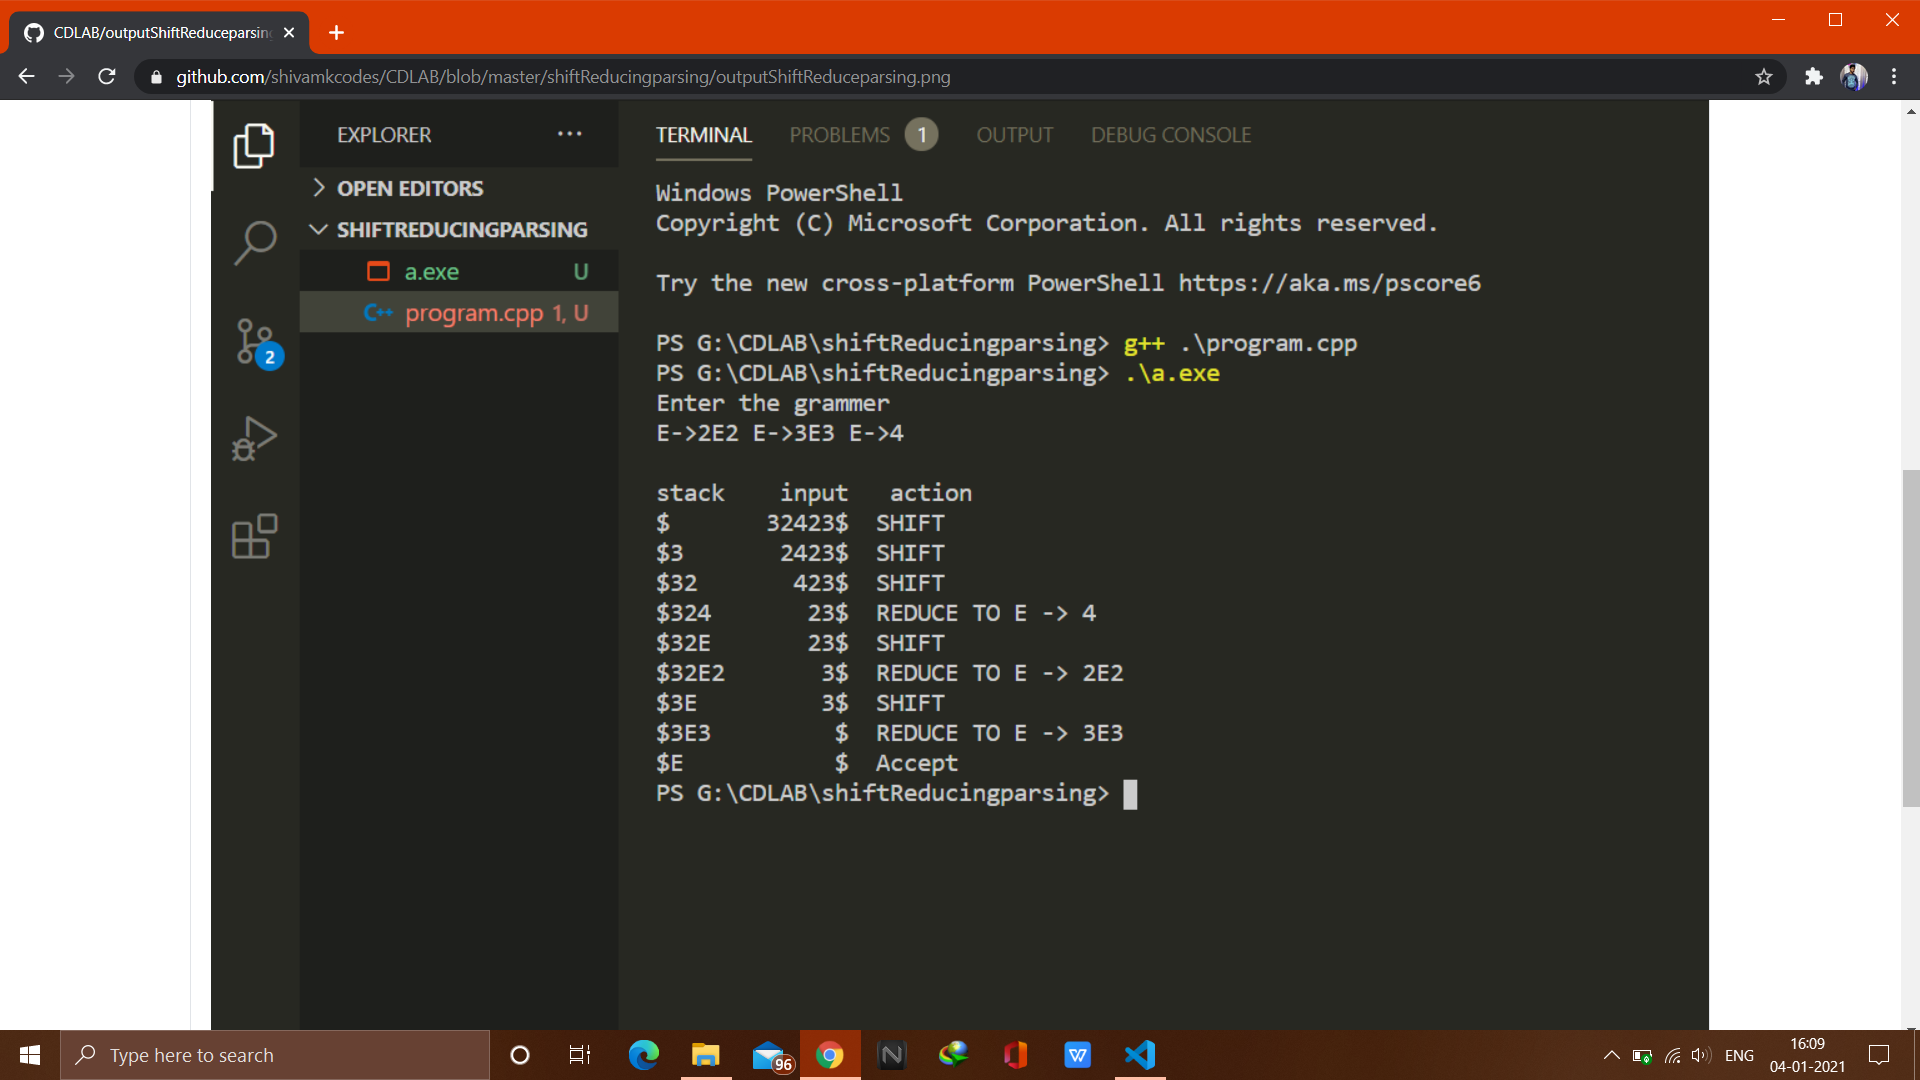 CDLAB/outputShiftReduceparsin
github.com/shivamkcodes/CDLAB/blob/master/shiftReducingparsing/outputShiftReduceparsing.png
EXPLORER ···
OPEN EDITORS
SHIFTREDUCINGPARSING
a.exe U
C++ program.cpp 1, U
2
TERMINAL PROBLEMS 1 OUTPUT DEBUG CONSOLE
Windows PowerShell
Copyright (C) Microsoft Corporation. All rights reserved.
Try the new cross-platform PowerShell https://aka.ms/pscore6
PS G:\CDLAB\shiftReducingparsing> g++ .\program.cpp
PS G:\CDLAB\shiftReducingparsing> .\a.exe
Enter the grammer
E->2E2 E->3E3 E->4
stack input action
$ 32423$ SHIFT
$3 2423$ SHIFT
$32 423$ SHIFT
$324 23$ REDUCE TO E -> 4
$32E 23$ SHIFT
$32E2 3$ REDUCE TO E -> 2E2
$3E 3$ SHIFT
$3E3 $ REDUCE TO E -> 3E3
$E $ Accept
PS G:\CDLAB\shiftReducingparsing>
Type here to search
96
N
W
ENG
16:09
04-01-2021